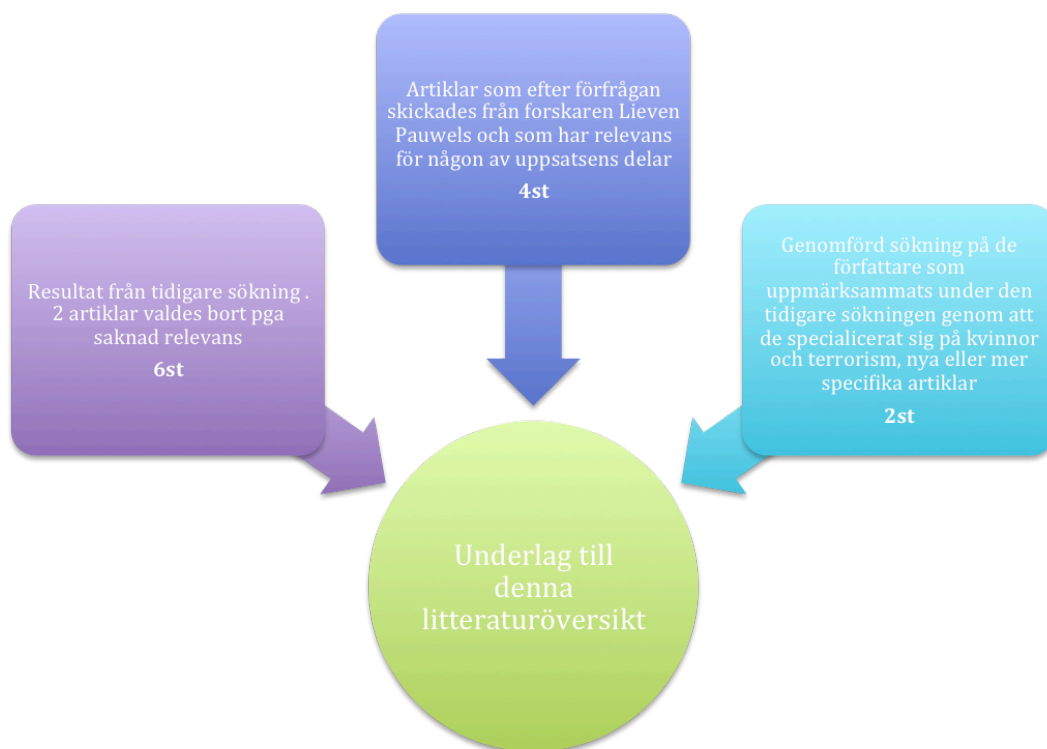 Resultat från tidigare sökning .
2 artiklar valdes bort pga
saknad relevans
6st
Artiklar som efter förfrågan
skickades från forskaren Lieven
Pauwels och som har relevans
för någon av uppsatsens delar
4st
Genomförd sökning på de
författare som
uppmärksammats under den
tidigare sökningen genom att
de specialicerat sig på kvinnor
och terrorism, nya eller mer
specifika artiklar
2st
Underlag till
denna
litteraturöversikt